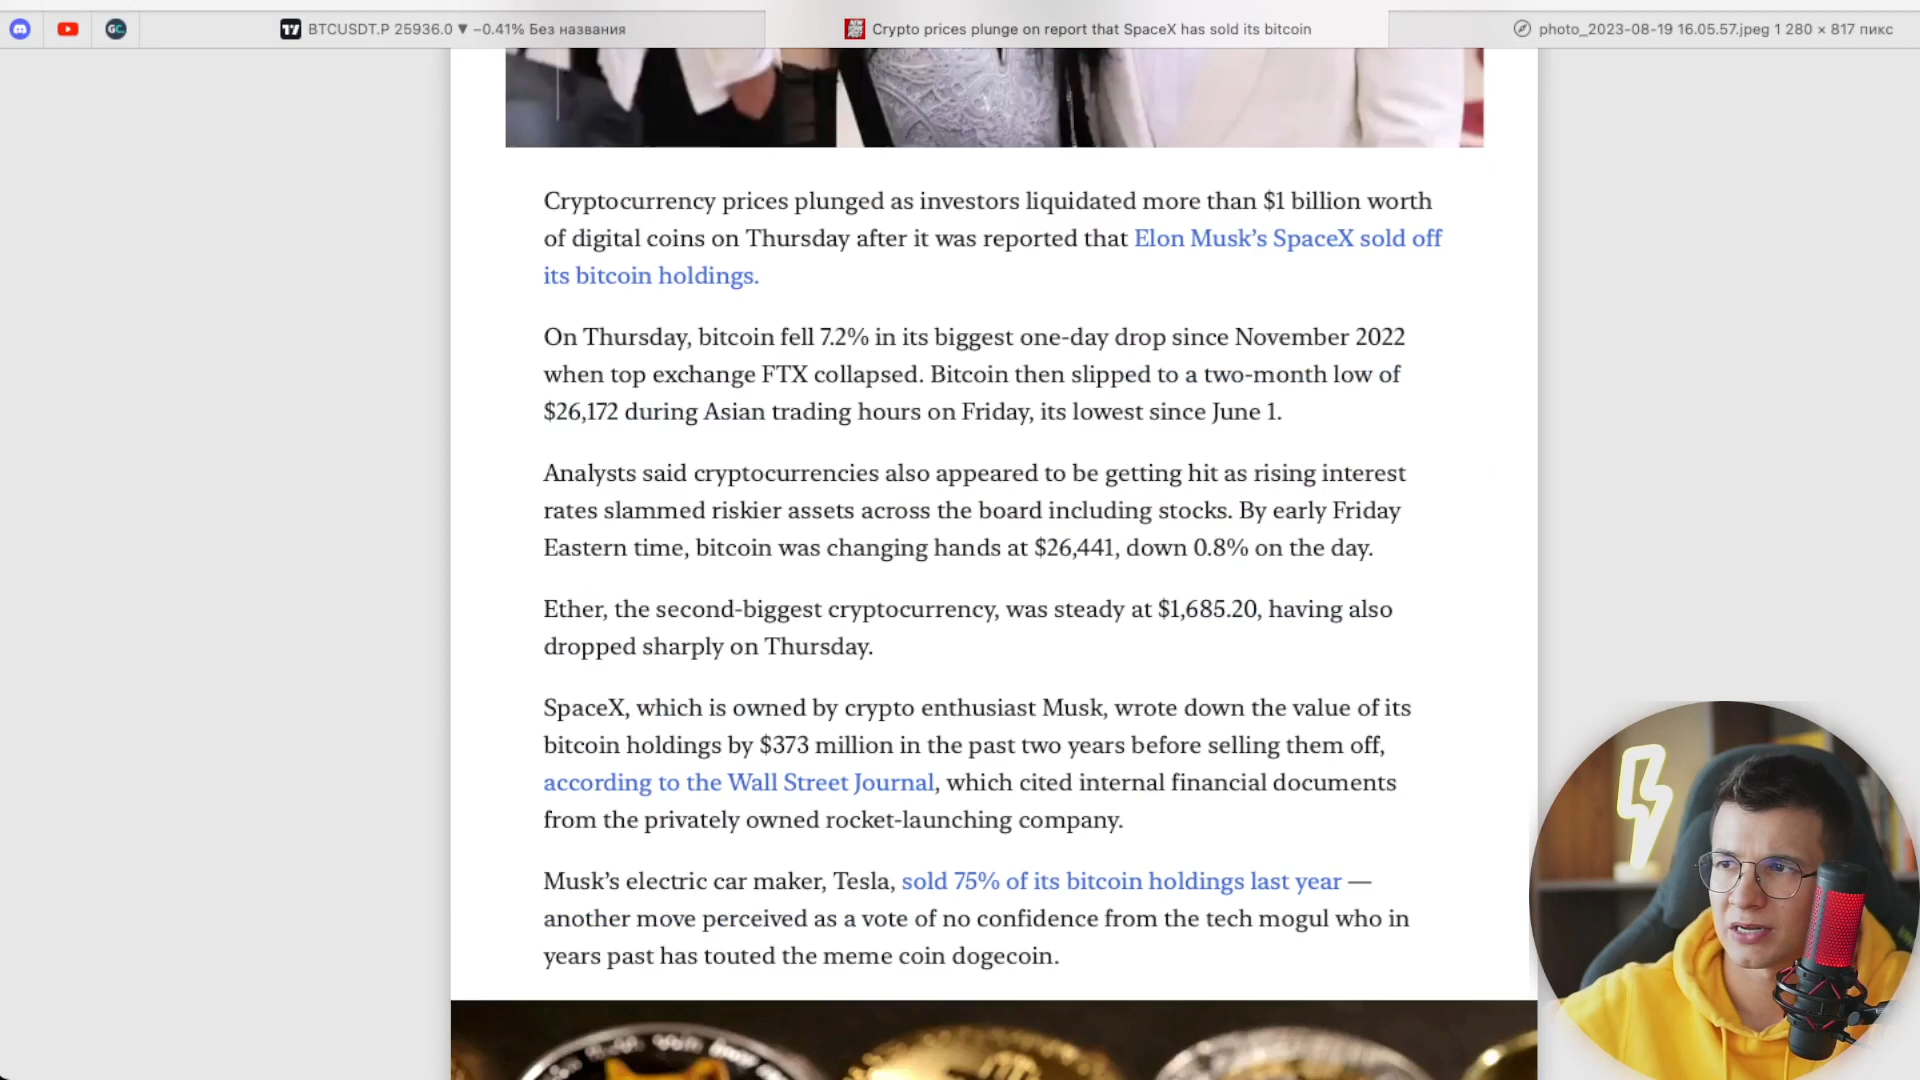 BTCUSDT.P 25936.0 ▼ −0.41% Без названия
Crypto prices plunge on report that SpaceX has sold its bitcoin
photo_2023-08-19 16.05.57.jpeg 1 280 × 817 пикс
Cryptocurrency prices plunged as investors liquidated more than $1 billion worth
of digital coins on Thursday after it was reported that Elon Musk’s SpaceX sold off
its bitcoin holdings.
On Thursday, bitcoin fell 7.2% in its biggest one-day drop since November 2022
when top exchange FTX collapsed. Bitcoin then slipped to a two-month low of
$26,172 during Asian trading hours on Friday, its lowest since June 1.
Analysts said cryptocurrencies also appeared to be getting hit as rising interest
rates slammed riskier assets across the board including stocks. By early Friday
Eastern time, bitcoin was changing hands at $26,441, down 0.8% on the day.
Ether, the second-biggest cryptocurrency, was steady at $1,685.20, having also
dropped sharply on Thursday.
SpaceX, which is owned by crypto enthusiast Musk, wrote down the value of its
bitcoin holdings by $373 million in the past two years before selling them off,
according to the Wall Street Journal, which cited internal financial documents
from the privately owned rocket-launching company.
Musk’s electric car maker, Tesla, sold 75% of its bitcoin holdings last year —
another move perceived as a vote of no confidence from the tech mogul who in
years past has touted the meme coin dogecoin.